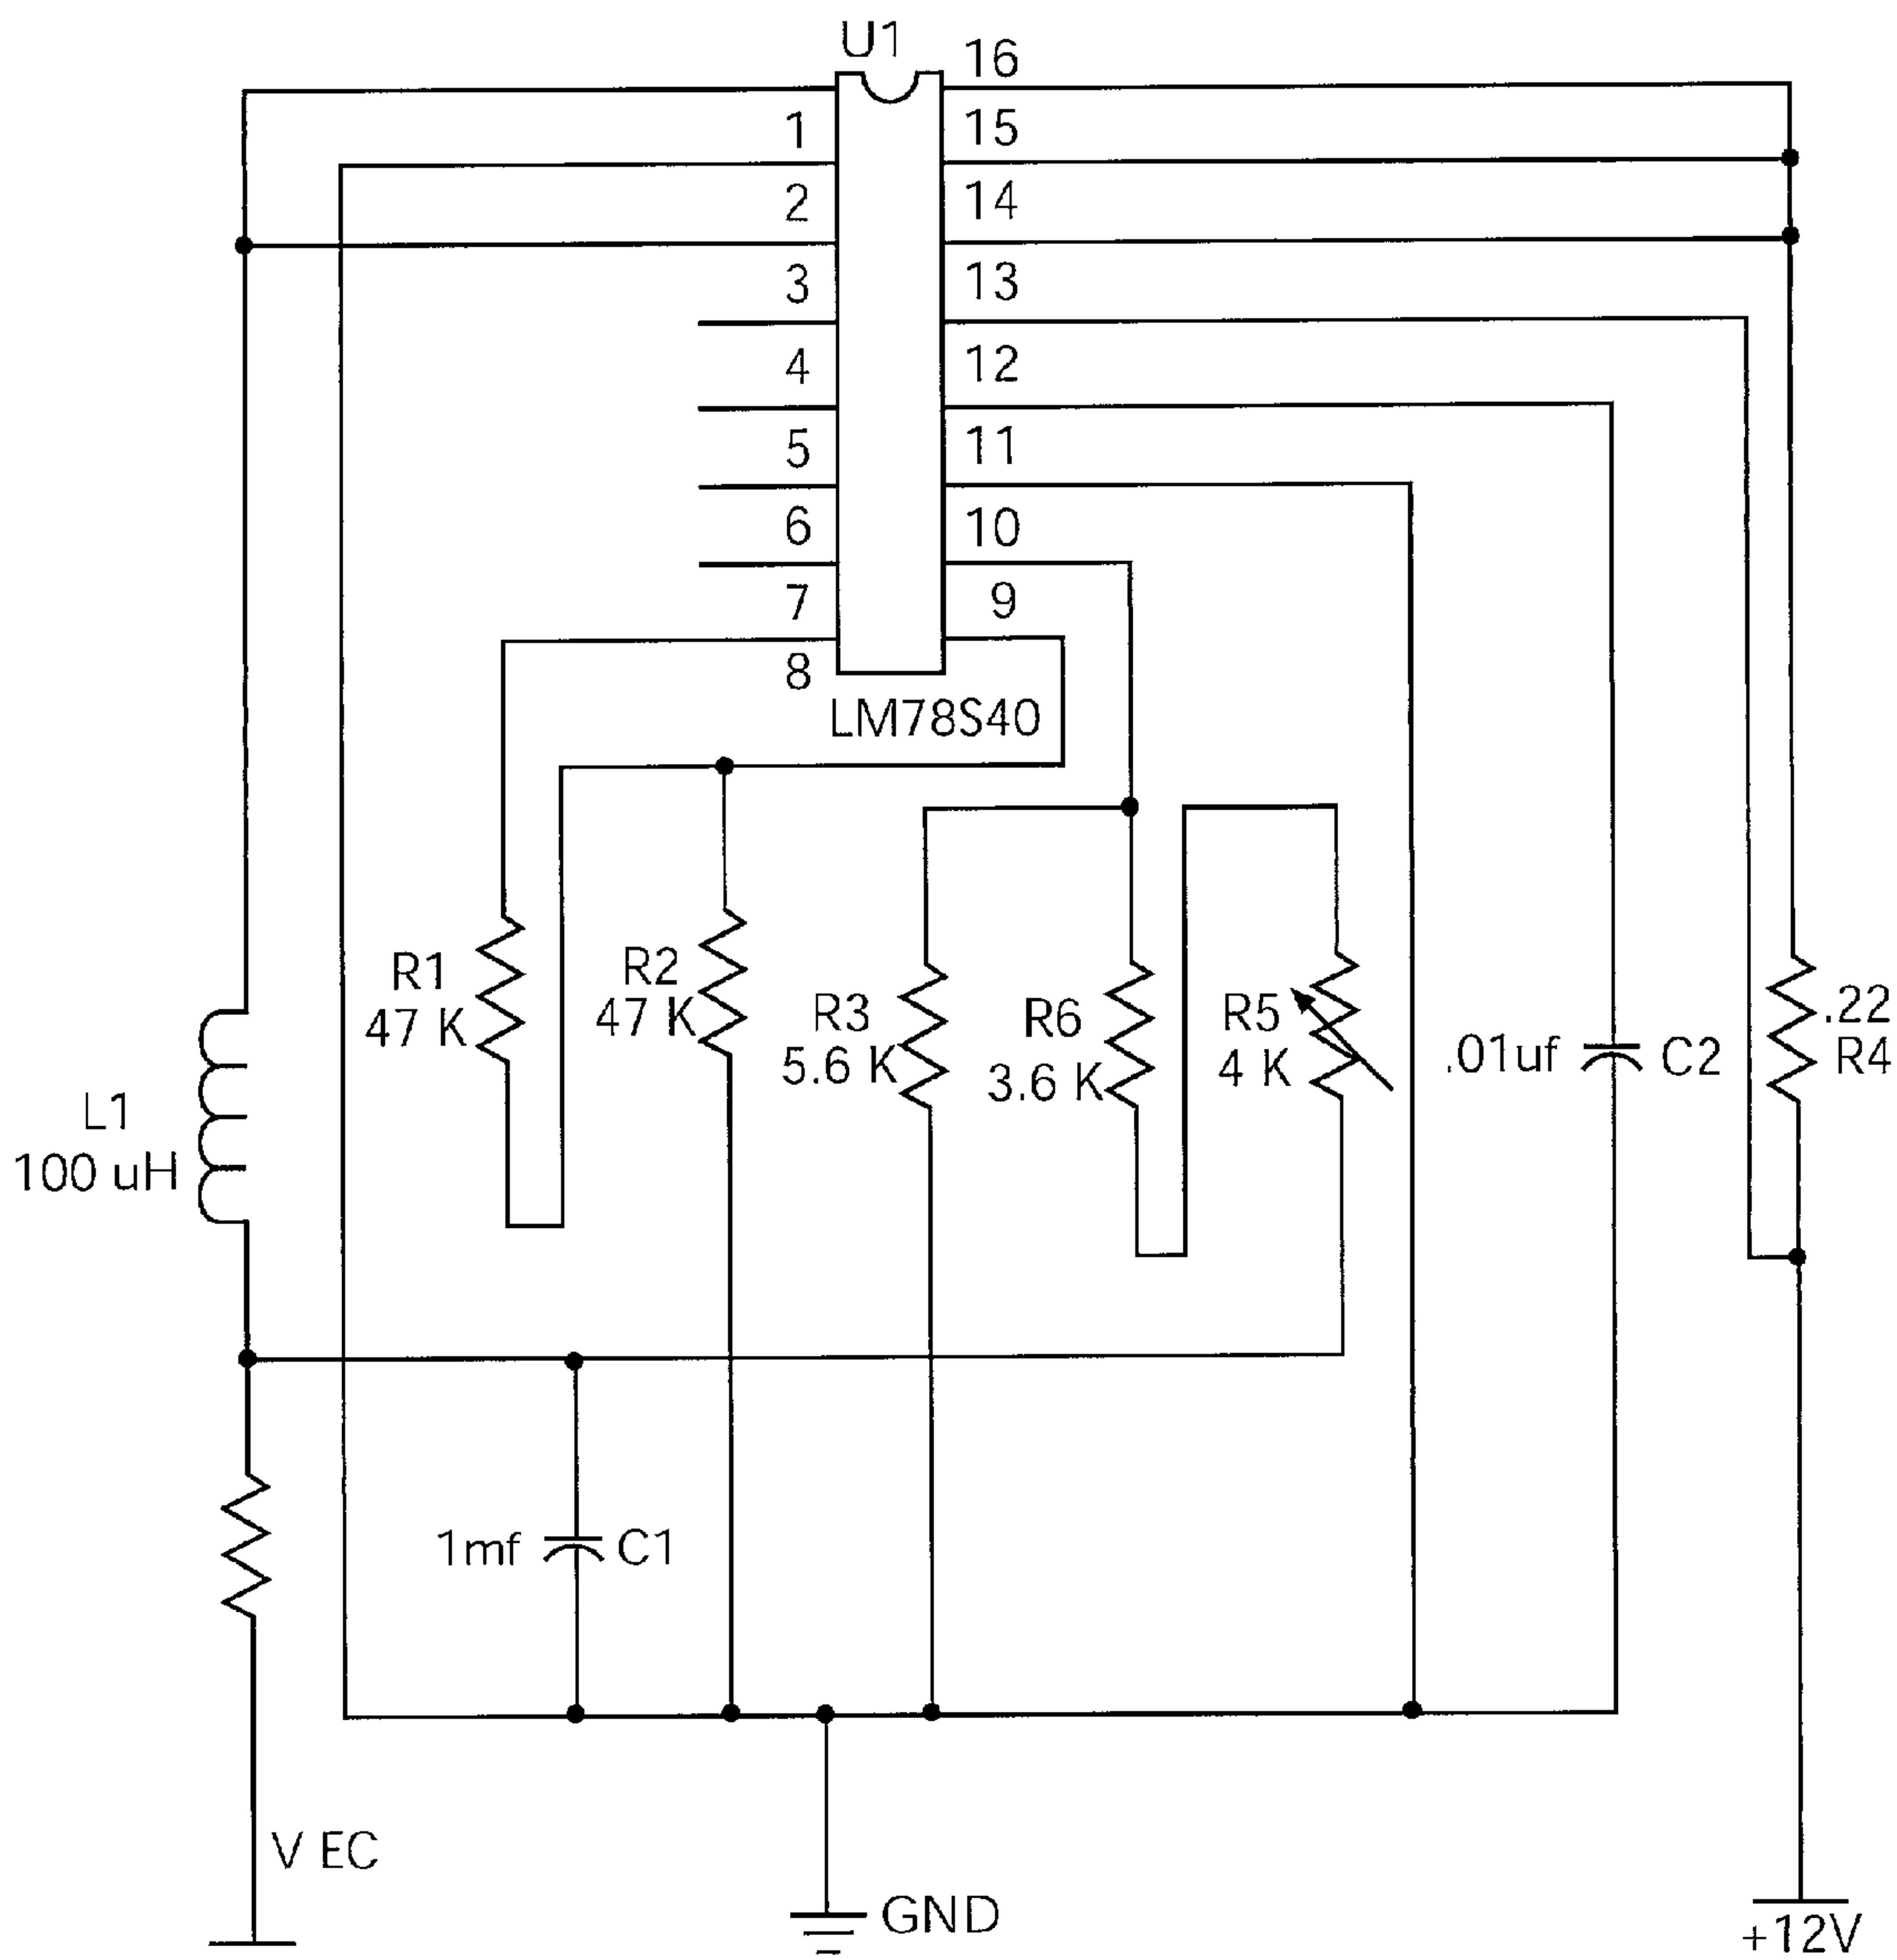 U1
16
1
15
2
14
3
13
4
12
5
11
6
10
7
9
8
LM78S40
R1
47 K
R2
47 K
R3
5.6 K
R6
3.6 K
R5
4 K
.01uf
C2
.22
R4
L1
100 uH
1mf
C1
V EC
GND
+12V